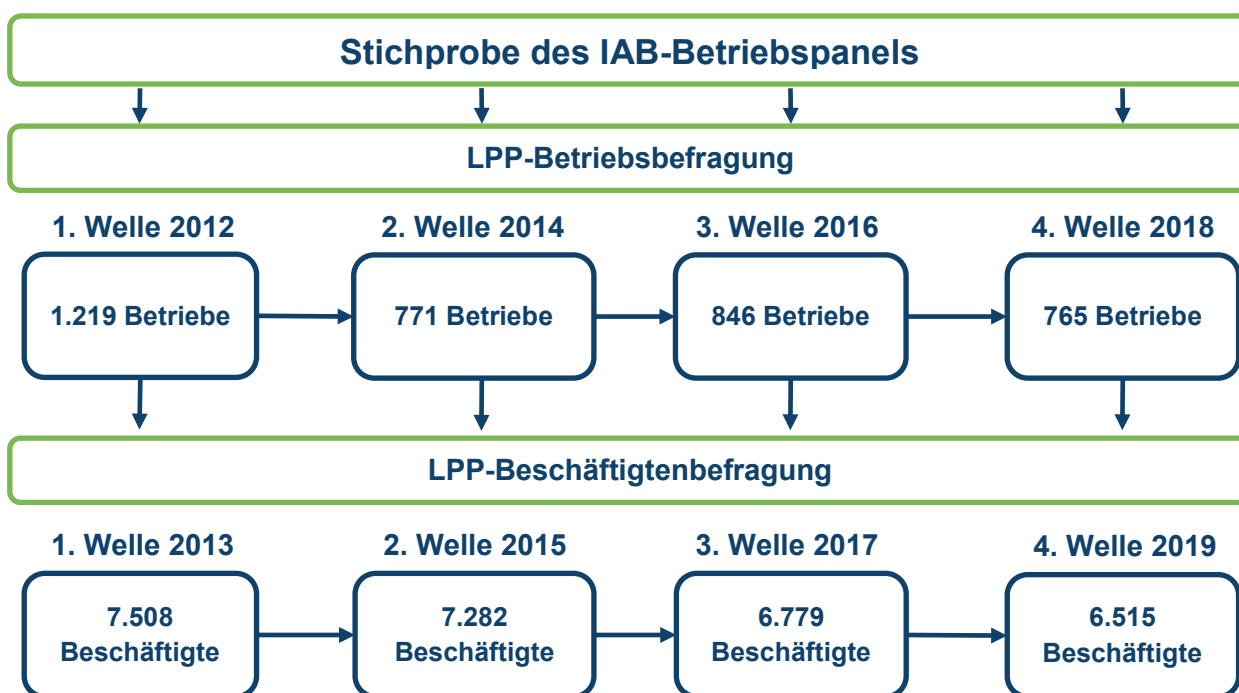 Stichprobe des IAB-Betriebspanels
LPP-Betriebsbefragung
1. Welle 2012
2. Welle 2014
3. Welle 2016
4. Welle 2018
1.219 Betriebe
771 Betriebe
846 Betriebe
765 Betriebe
LPP-Beschäftigtenbefragung
1. Welle 2013
2. Welle 2015
3. Welle 2017
4. Welle 2019
7.508
Beschäftigte
7.282
Beschäftigte
6.779
Beschäftigte
6.515
Beschäftigte